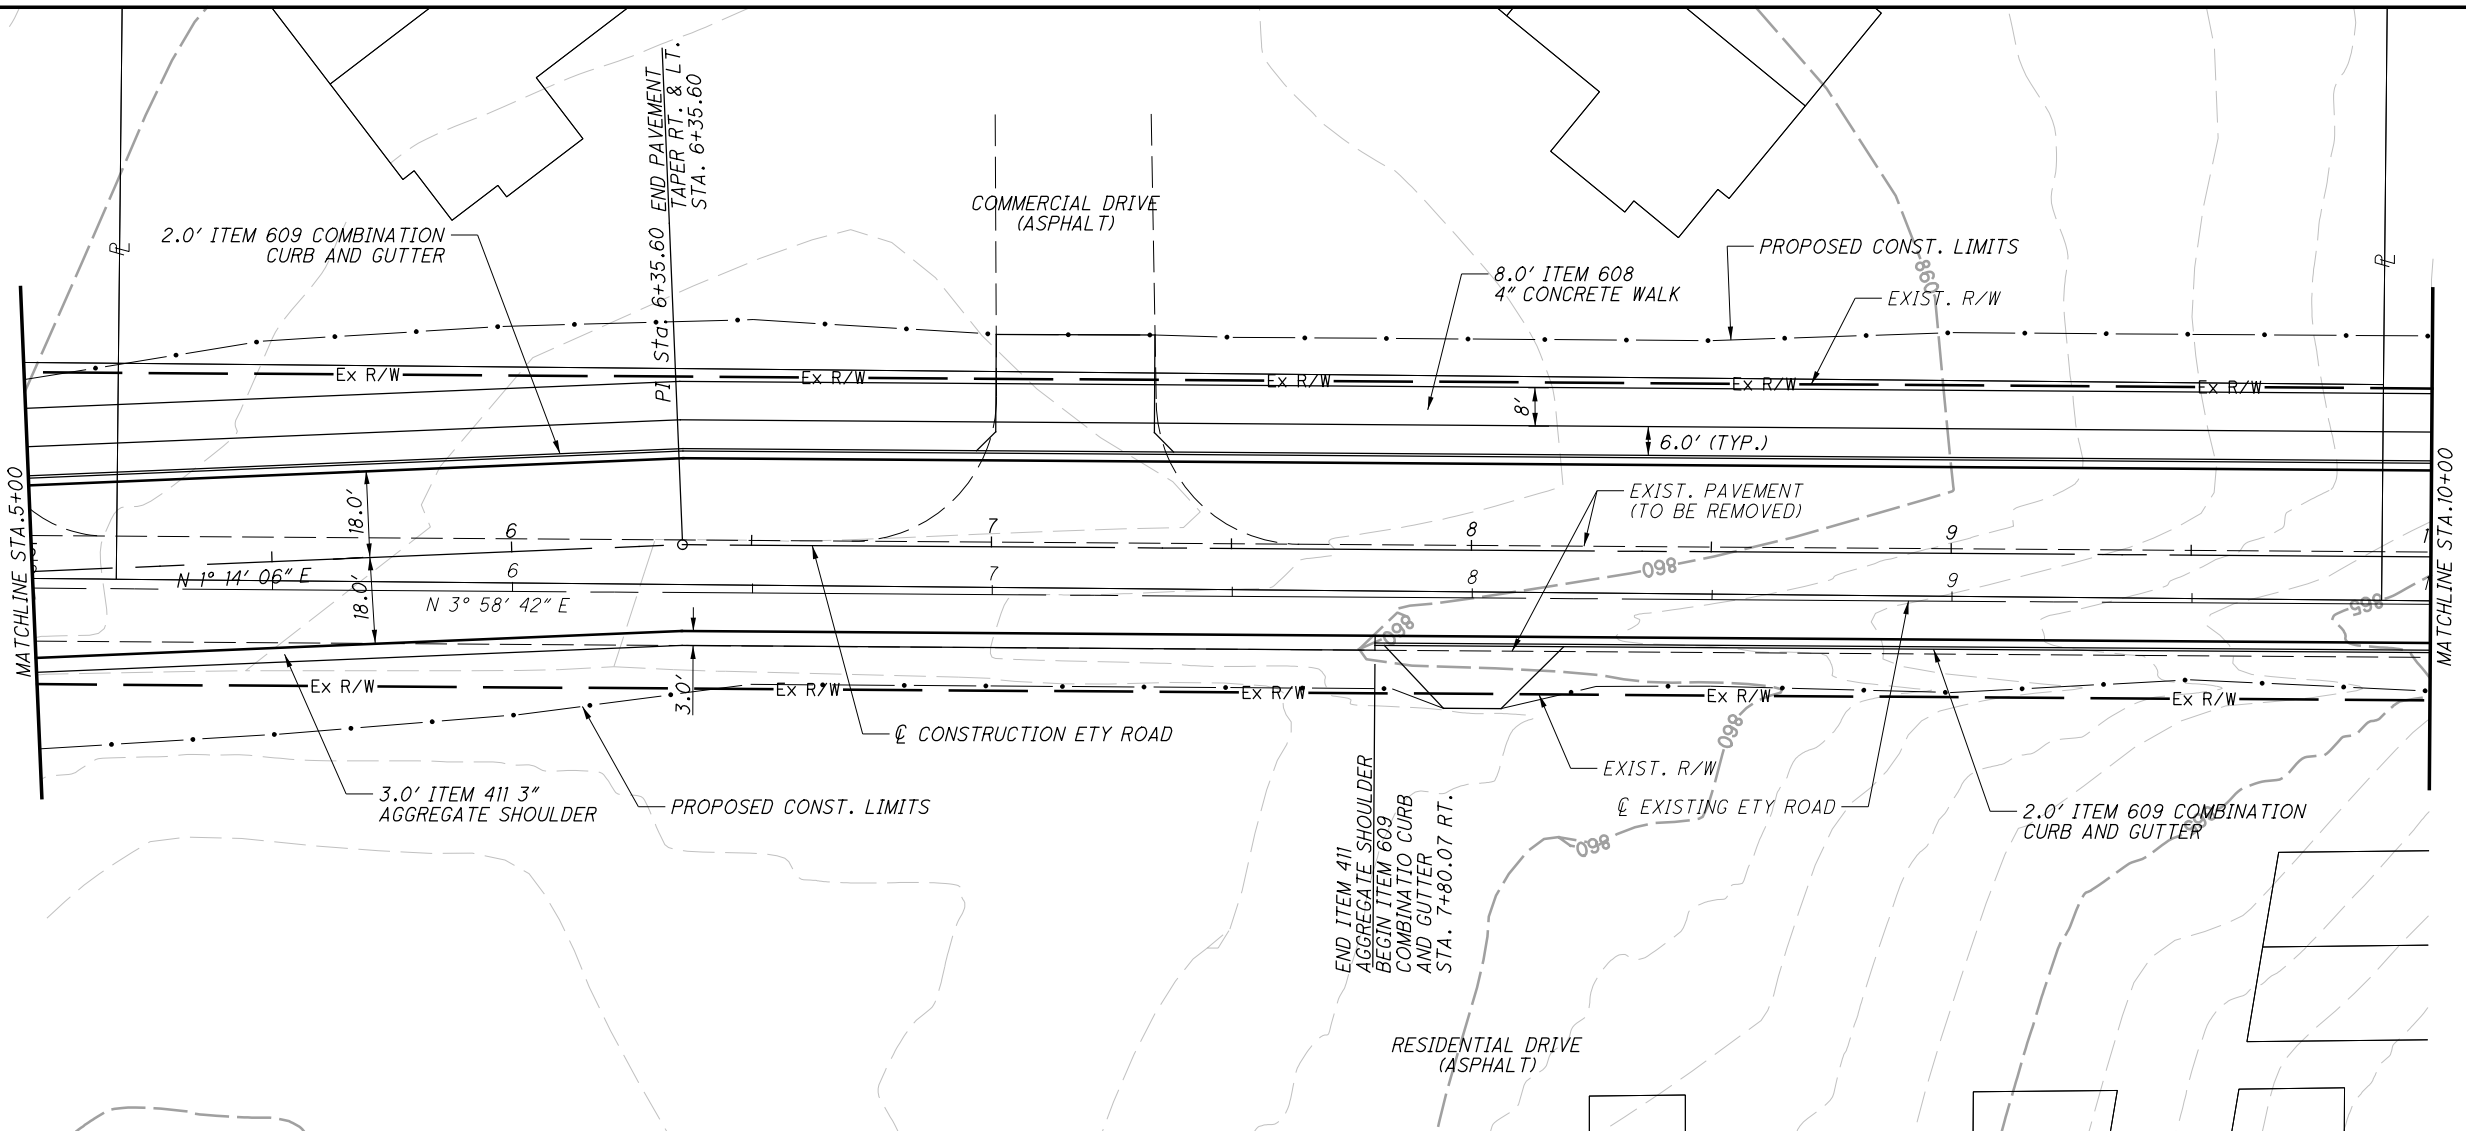 PI Sta. 6+35.60 END PAVEMENT
TAPER RT. & LT.
STA. 6+35.60
COMMERCIAL DRIVE
(ASPHALT)
2.0' ITEM 609 COMBINATION
CURB AND GUTTER
PL
PL
PROPOSED CONST. LIMITS
8.0' ITEM 608
4" CONCRETE WALK
860
EXIST. R/W
Ex R/W
Ex R/W
Ex R/W
Ex R/W
Ex R/W
8'
6.0' (TYP.)
MATCHLINE STA.5+00
MATCHLINE STA.10+00
18.0'
EXIST. PAVEMENT
(TO BE REMOVED)
6
7
8
9
1
N 1° 14' 06" E
18.0'
6
7
8
9
1
860
865
N 3° 58' 42" E
860
Ex R/W
Ex R/W
Ex R/W
Ex R/W
Ex R/W
3.0'
℄ CONSTRUCTION ETY ROAD
860
EXIST. R/W
3.0' ITEM 411 3"
AGGREGATE SHOULDER
PROPOSED CONST. LIMITS
℄ EXISTING ETY ROAD
2.0' ITEM 609 COMBINATION
CURB AND GUTTER
860
END ITEM 411
AGGREGATE SHOULDER
BEGIN ITEM 609
COMBINATIO CURB
AND GUTTER
STA. 7+80.07 RT.
RESIDENTIAL DRIVE
(ASPHALT)